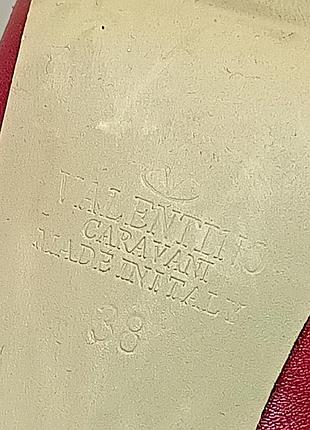 VALENTINO
CARAVANI
MADE IN ITALY
38